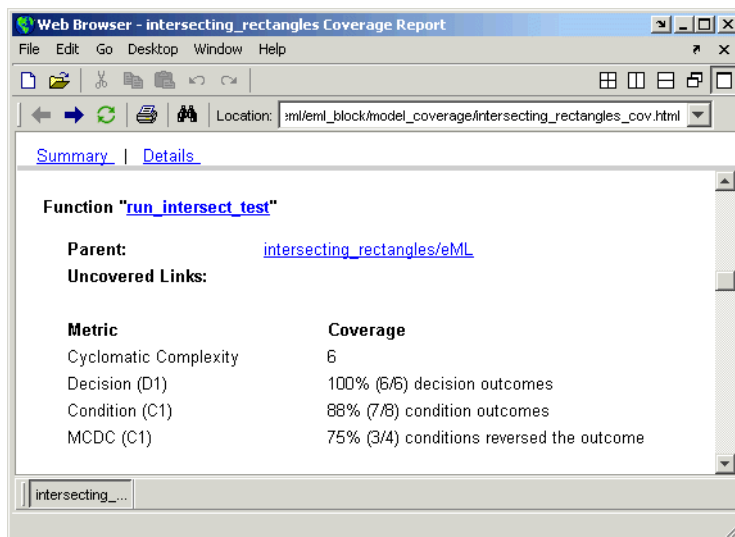 Web Browser - intersecting_rectangles Coverage Report
File Edit Go Desktop Window Help
Location: eml/eml_block/model_coverage/intersecting_rectangles_cov.html
Summary | Details
Function "run_intersect_test"
Parent: intersecting_rectangles/eML
Uncovered Links:
Metric Coverage
Cyclomatic Complexity 6
Decision (D1) 100% (6/6) decision outcomes
Condition (C1) 88% (7/8) condition outcomes
MCDC (C1) 75% (3/4) conditions reversed the outcome
intersecting_...